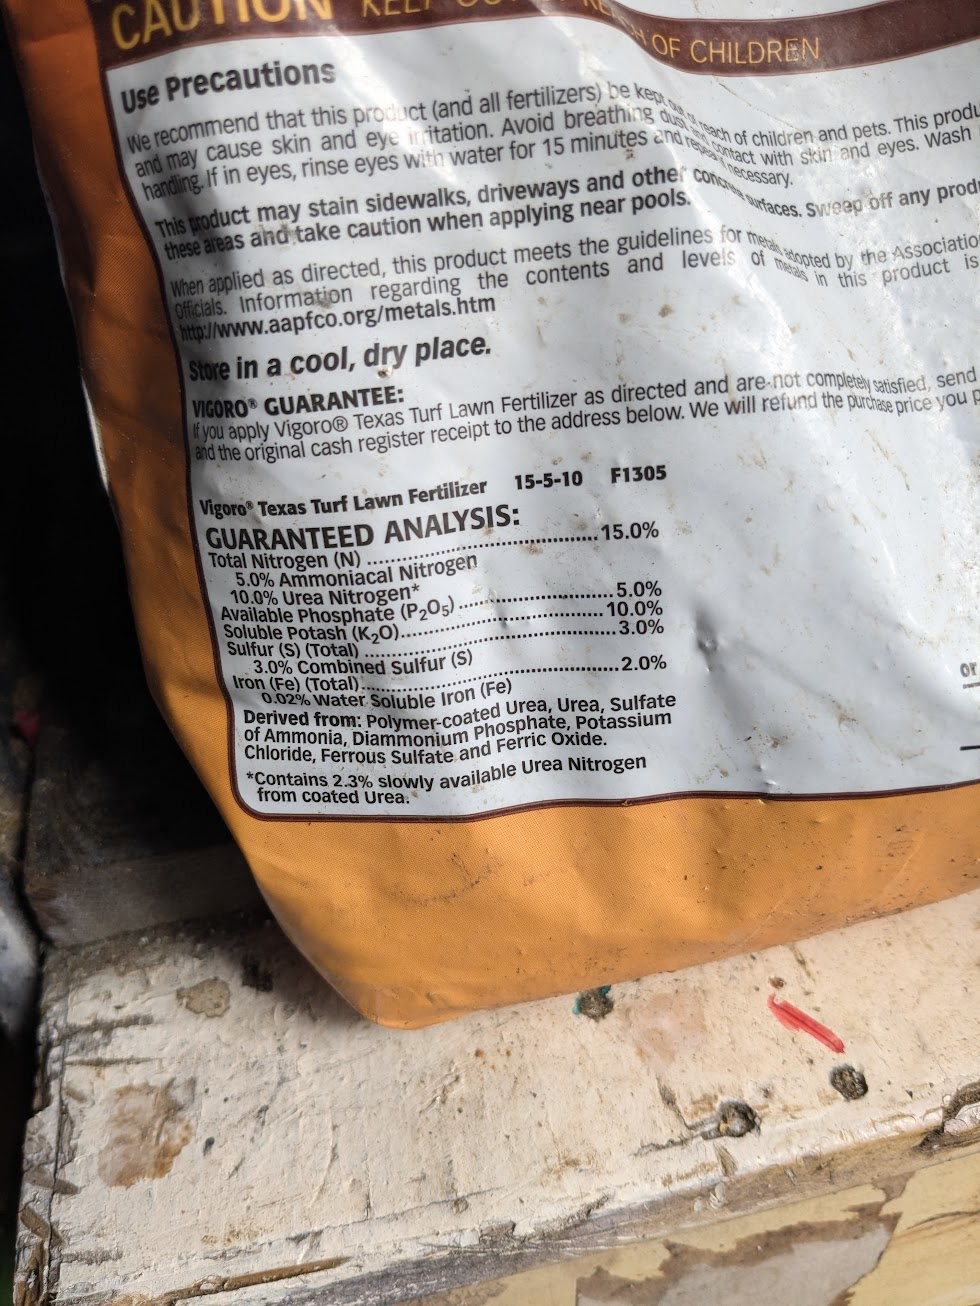 CAUTION KEEP OF CHILDREN
Use Precautions
We recommend that this product (and all fertilizers) be kept out of reach of children and pets. This prod
and may cause skin and eye irritation. Avoid breathing dust and contact with skin and eyes. Wash
handling. If in eyes, rinse eyes with water for 15 minutes and repeat if necessary.
This product may stain sidewalks, driveways and other concrete surfaces. Sweep off any prod
these areas and take caution when applying near pools.
When applied as directed, this product meets the guidelines for metals adopted by the Associatio
Officials. Information regarding the contents and levels of metals in this product is
http://www.aapfco.org/metals.htm
Store in a cool, dry place.
VIGORO® GUARANTEE:
If you apply Vigoro® Texas Turf Lawn Fertilizer as directed and are not completely satisfied, send
and the original cash register receipt to the address below. We will refund the purchase price you p
Vigoro® Texas Turf Lawn Fertilizer 15-5-10 F1305
GUARANTEED ANALYSIS:
Total Nitrogen (N) .......................................15.0%
5.0% Ammoniacal Nitrogen
10.0% Urea Nitrogen*
Available Phosphate (P₂O₅) ..........................5.0%
Soluble Potash (K₂O)...................................10.0%
Sulfur (S) (Total) ..........................................3.0%
3.0% Combined Sulfur (S)
Iron (Fe) (Total)............................................2.0%
0.02% Water Soluble Iron (Fe)
Derived from: Polymer-coated Urea, Urea, Sulfate
of Ammonia, Diammonium Phosphate, Potassium
Chloride, Ferrous Sulfate and Ferric Oxide.
*Contains 2.3% slowly available Urea Nitrogen
from coated Urea.
or